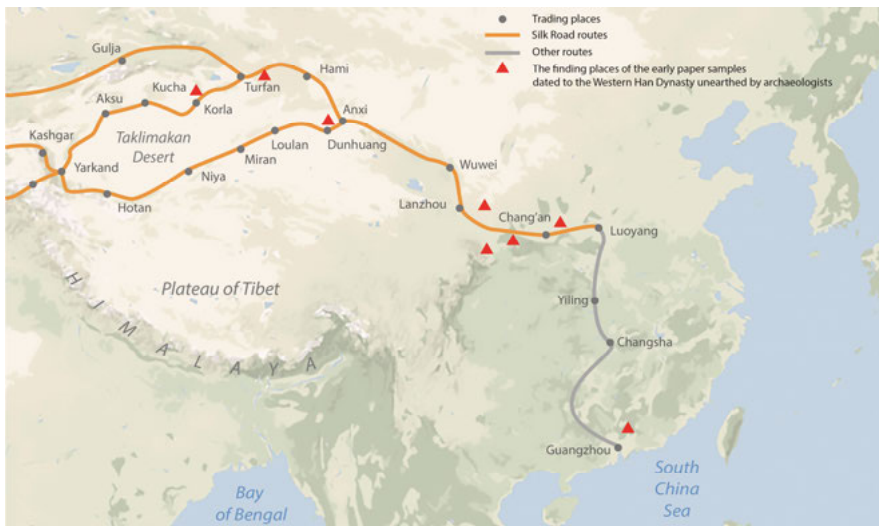 Trading places
Silk Road routes
Other routes
The finding places of the early paper samples
dated to the Western Han Dynasty unearthed by archaeologists
Gulja
Kucha
Turfan
Hami
Aksu
Korla
Anxi
Kashgar
Taklimakan
Desert
Loulan
Dunhuang
Miran
Yarkand
Niya
Wuwei
Hotan
Lanzhou
Chang'an
Luoyang
Plateau of Tibet
HIMALAYA
Yiling
Changsha
Guangzhou
South
China
Sea
Bay
of Bengal